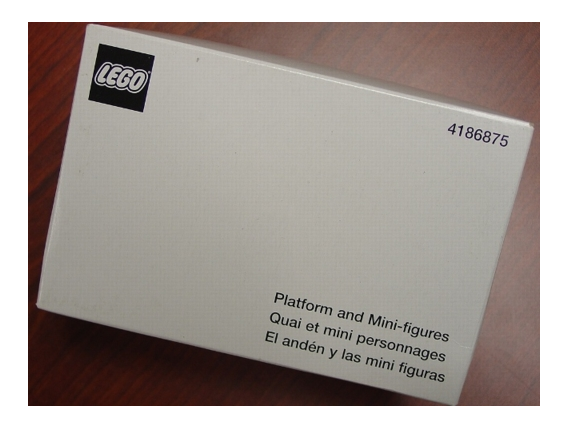 LEGO
4186875
Platform and Mini-figures
Quai et mini personnages
El andén y las mini figuras